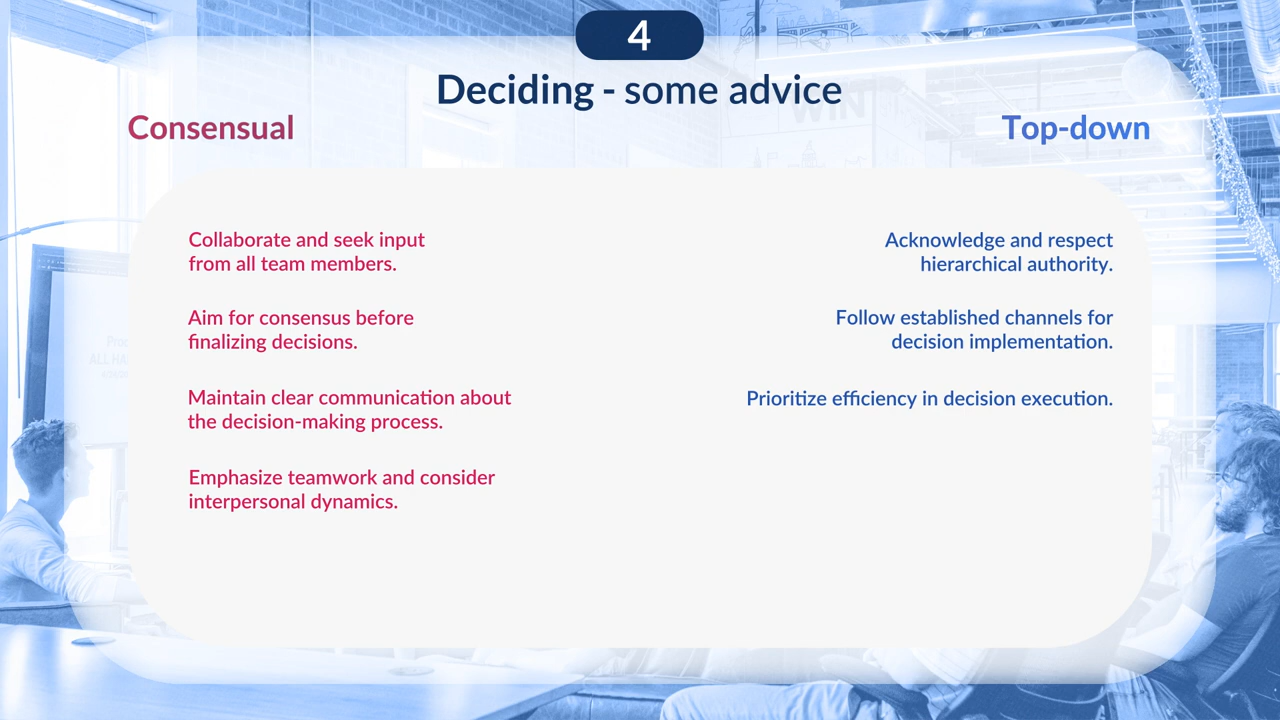 4
Deciding - some advice
Consensual
Top-down
Collaborate and seek input
from all team members.
Aim for consensus before
finalizing decisions.
Maintain clear communication about
the decision-making process.
Emphasize teamwork and consider
interpersonal dynamics.
Acknowledge and respect
hierarchical authority.
Follow established channels for
decision implementation.
Prioritize efficiency in decision execution.
WIN